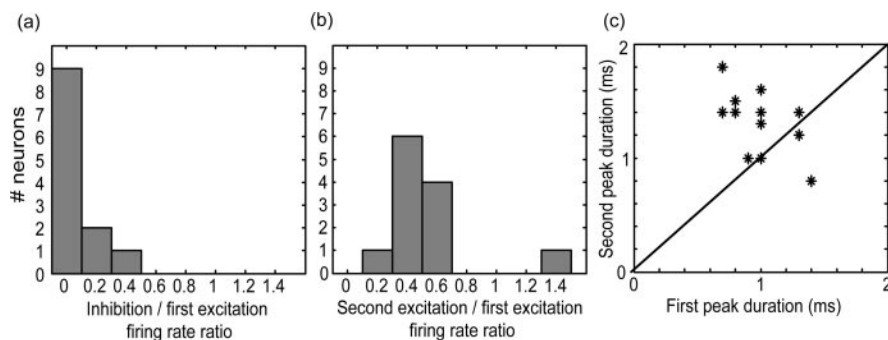 (a)
9
8
7
6
5
4
3
2
1
0
# neurons
0 0.2 0.4 0.6 0.8 1 1.2 1.4
Inhibition / first excitation
firing rate ratio
(b)
9
8
7
6
5
4
3
2
1
0
0 0.2 0.4 0.6 0.8 1 1.2 1.4
Second excitation / first excitation
firing rate ratio
(c)
2
1
0
Second peak duration (ms)
0 1 2
First peak duration (ms)